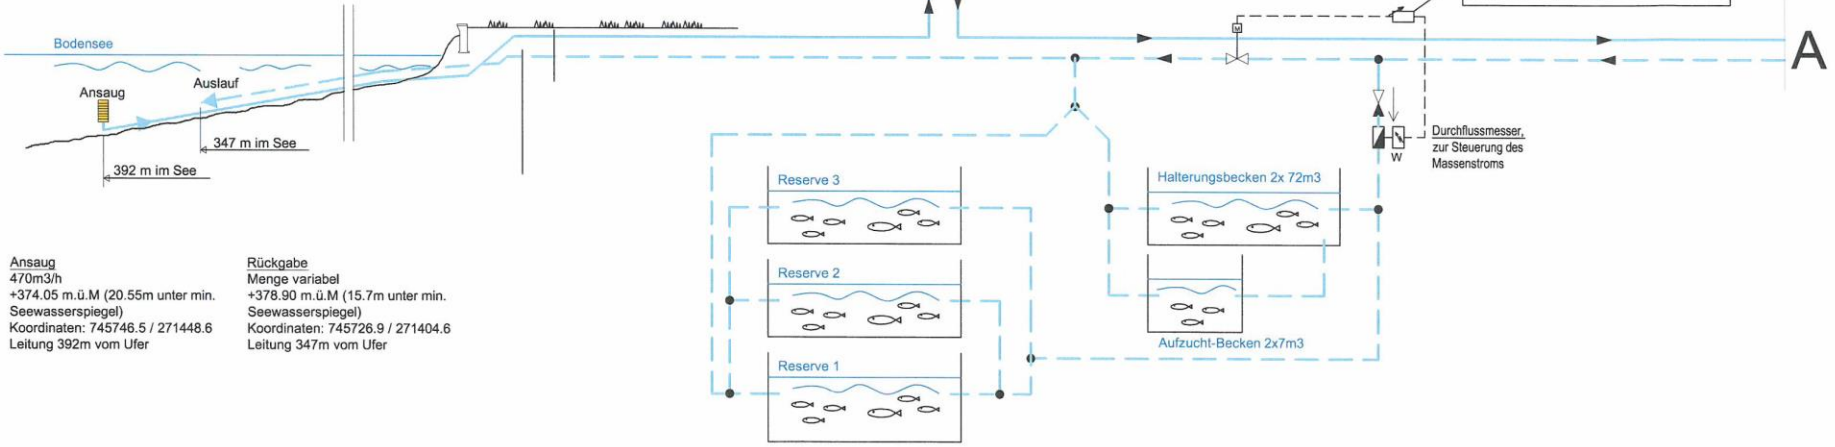 Bodensee
Ansaug
Auslauf
347 m im See
392 m im See
M
A
Durchflussmesser,
zur Steuerung des
Massenstroms
W
Reserve 3
Halterungsbecken 2x 72m3
Reserve 2
Aufzucht-Becken 2x7m3
Reserve 1
Ansaug
470m3/h
+374.05 m.ü.M (20.55m unter min.
Seewasserspiegel)
Koordinaten: 745746.5 / 271448.6
Leitung 392m vom Ufer
Rückgabe
Menge variabel
+378.90 m.ü.M (15.7m unter min.
Seewasserspiegel)
Koordinaten: 745726.9 / 271404.6
Leitung 347m vom Ufer